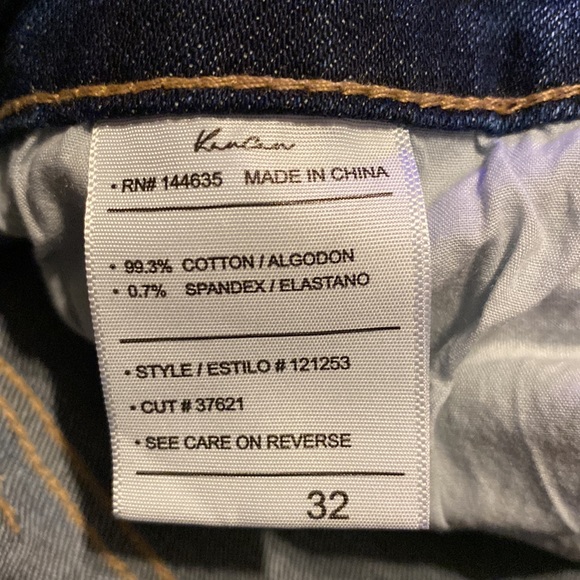 KanCan
• RN# 144635 MADE IN CHINA
• 99.3% COTTON / ALGODON
• 0.7% SPANDEX / ELASTANO
• STYLE / ESTILO # 121253
• CUT # 37621
• SEE CARE ON REVERSE
32